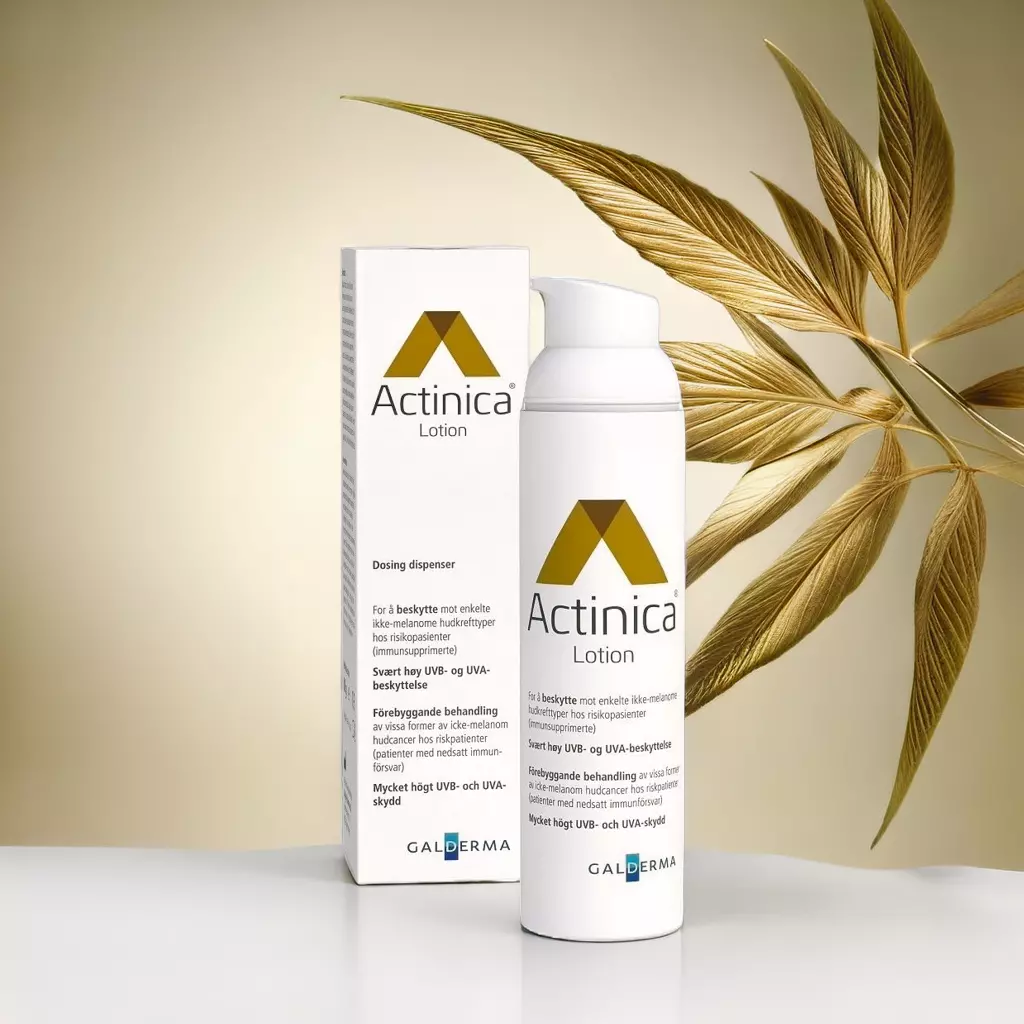 Actinica®
Lotion
Dosing dispenser
For å beskytte mot enkelte
ikke-melanome hudkrefttyper
hos risikopasienter
(immunsupprimerte)
Svært høy UVB- og UVA-
beskyttelse
Förebyggande behandling
av vissa former av icke-melanom
hudcancer hos riskpatienter
(patienter med nedsatt immun-
försvar)
Mycket högt UVB- och UVA-
skydd
GALDERMA
Actinica®
Lotion
For å beskytte mot enkelte ikke-melanome
hudkrefttyper hos risikopasienter
(immunsupprimerte)
Svært høy UVB- og UVA-beskyttelse
Förebyggande behandling av vissa former
av icke-melanom hudcancer hos riskpatienter
(patienter med nedsatt immunförsvar)
Mycket högt UVB- och UVA-skydd
GALDERMA